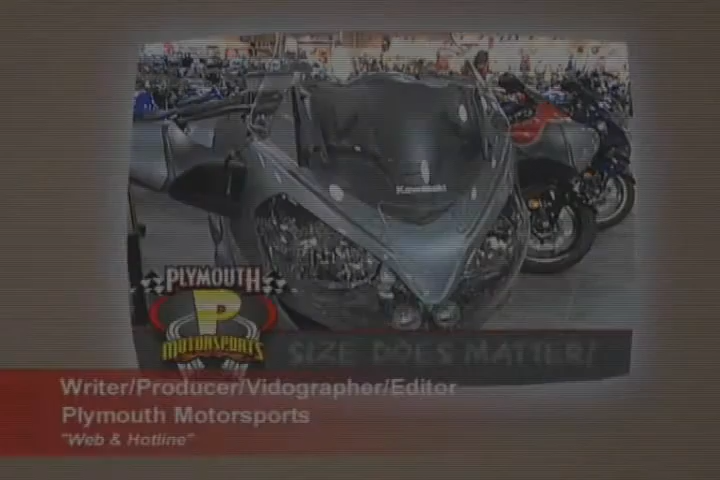 Kawasaki
PLYMOUTH
P
MOTORSPORTS
SIZE DOES MATTER!
Writer/Producer/Vidographer/Editor
Plymouth Motorsports
"Web & Hotline"